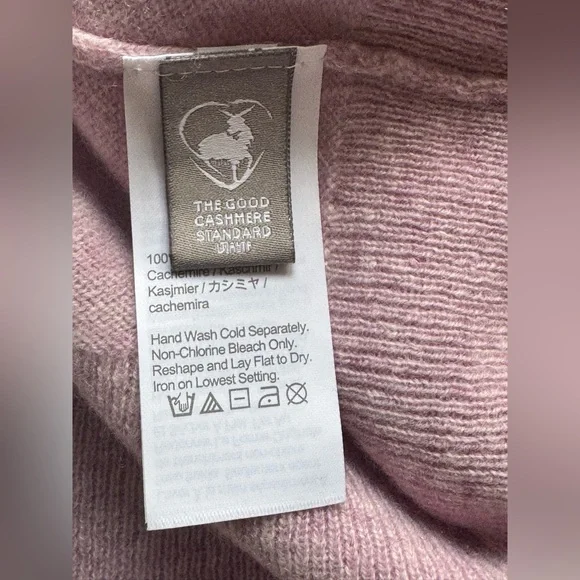 THE GOOD
CASHMERE
STANDARD
100%
Cachemire / Kaschmir /
Kasjmier / カシミヤ /
cachemira
Hand Wash Cold Separately.
Non-Chlorine Bleach Only.
Reshape and Lay Flat to Dry.
Iron on Lowest Setting.